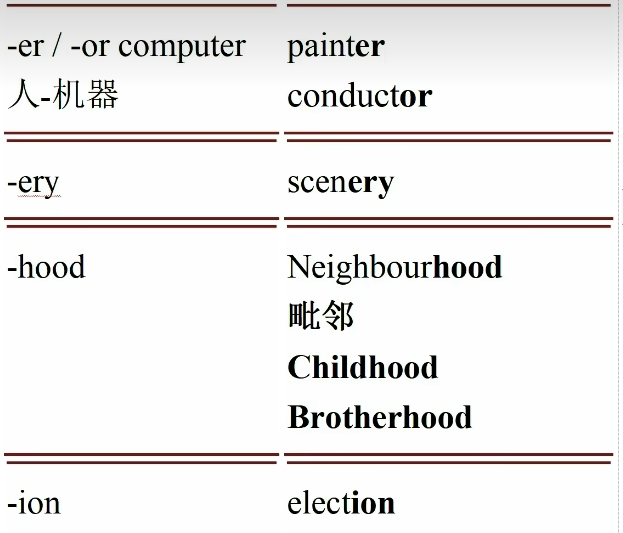 -er / -or computer
人-机器
painter
conductor
-ery
scenery
-hood
Neighbourhood
毗邻
Childhood
Brotherhood
-ion
election